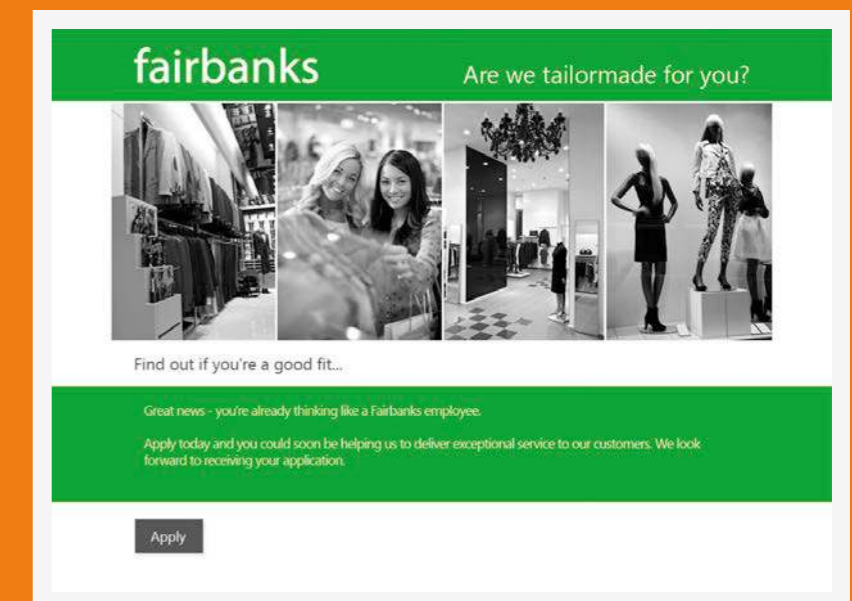 fairbanks
Are we tailormade for you?
Find out if you're a good fit...
Great news - you're already thinking like a Fairbanks employee.
Apply today and you could soon be helping us to deliver exceptional service to our customers. We look
forward to receiving your application.
Apply